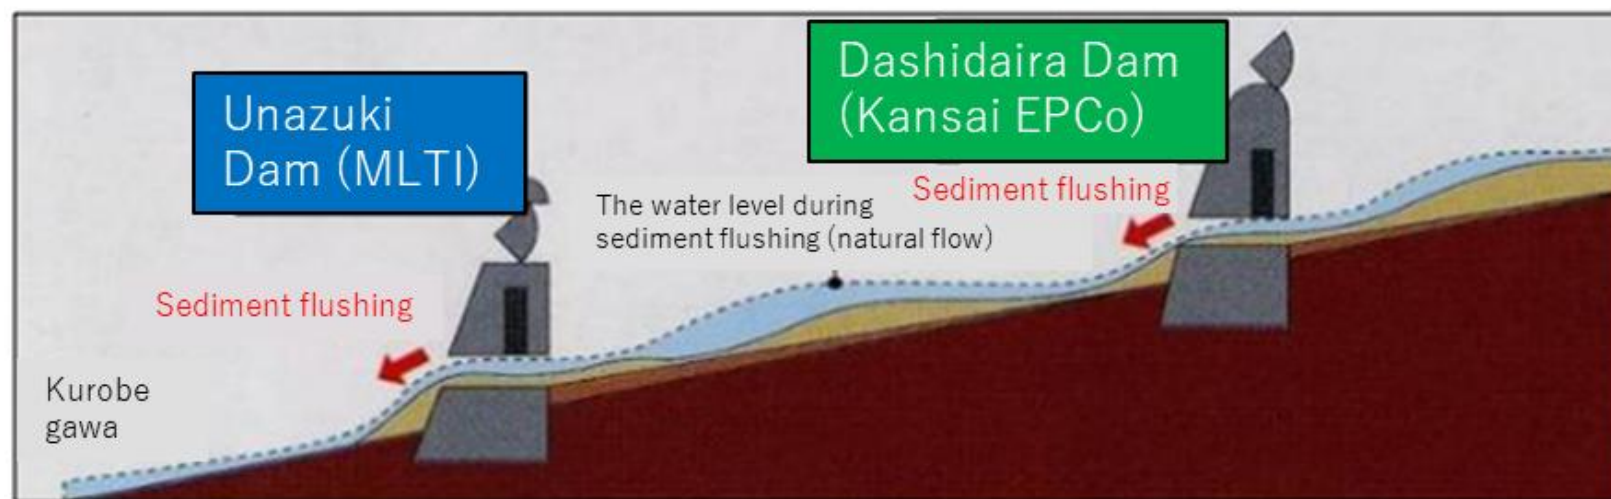 Unazuki
Dam (MLTI)
Dashidaira Dam
(Kansai EPCo)
The water level during
sediment flushing (natural flow)
Sediment flushing
Sediment flushing
Kurobe
gawa